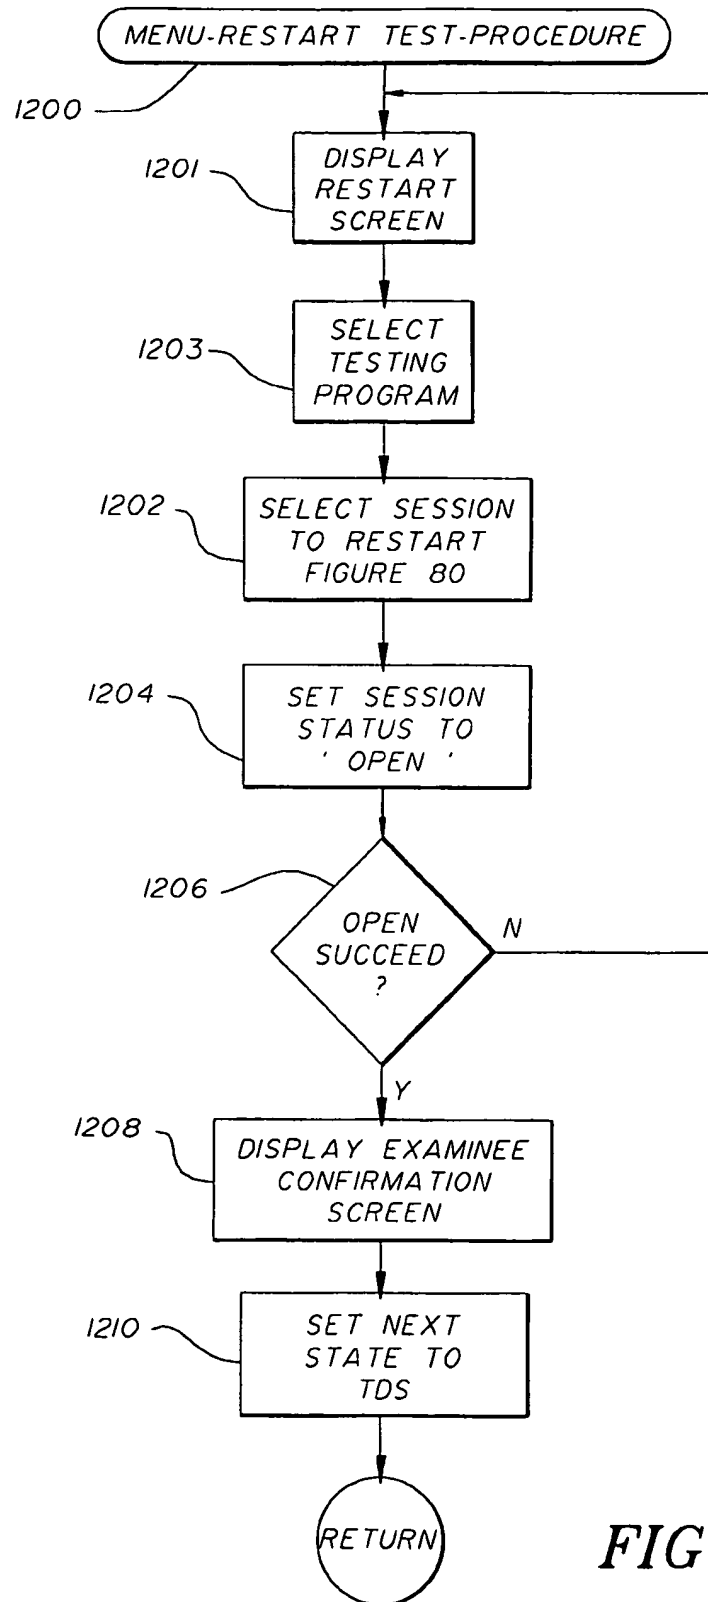 MENU-RESTART TEST-PROCEDURE
1200
1201
DISPLAY
RESTART
SCREEN
1203
SELECT
TESTING
PROGRAM
1202
SELECT SESSION
TO RESTART
FIGURE 80
1204
SET SESSION
STATUS TO
' OPEN '
1206
OPEN
SUCCEED
?
N
Y
1208
DISPLAY EXAMINEE
CONFIRMATION
SCREEN
1210
SET NEXT
STATE TO
TDS
RETURN
FIG